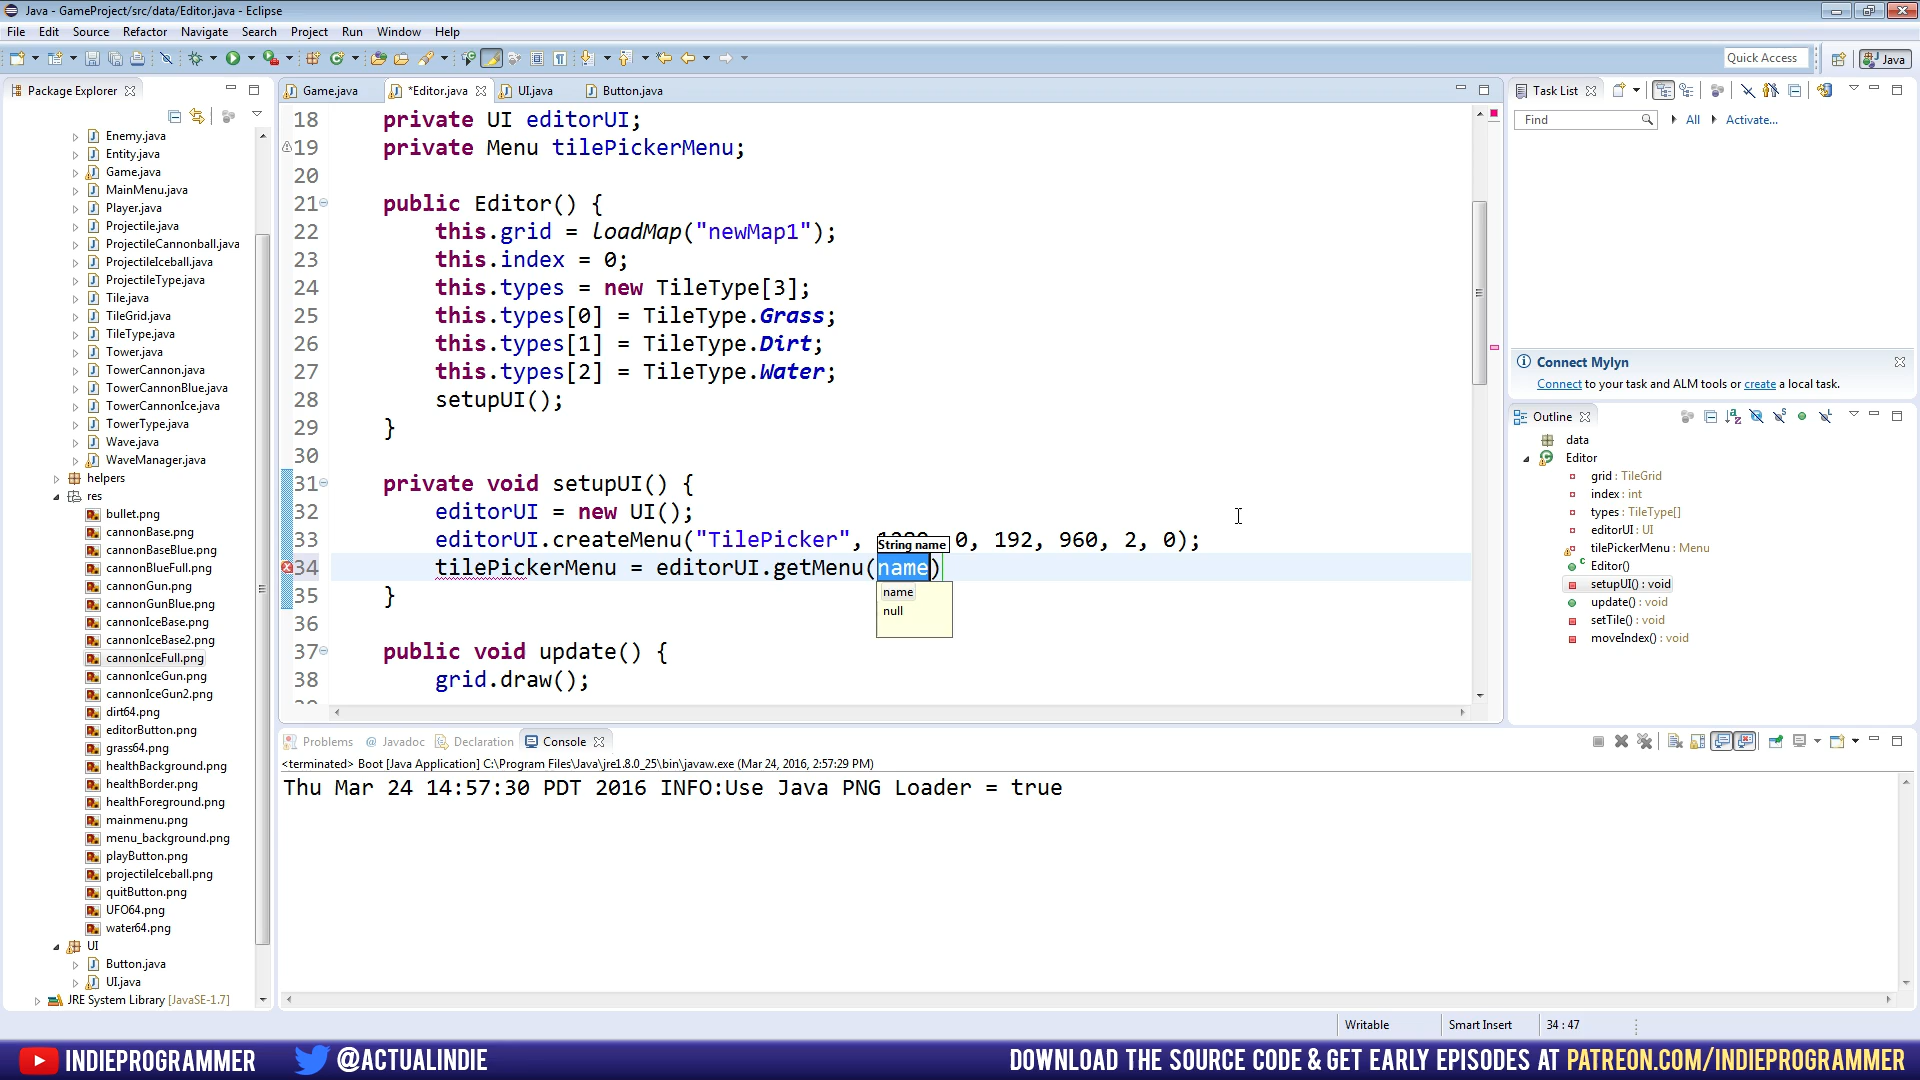 Java - GameProject/src/data/Editor.java - Eclipse
File Edit Source Refactor Navigate Search Project Run Window Help
Quick Access
Java
Package Explorer
Enemy.java
Entity.java
Game.java
MainMenu.java
Player.java
Projectile.java
ProjectileCannonball.java
ProjectileIceball.java
ProjectileType.java
Tile.java
TileGrid.java
TileType.java
Tower.java
TowerCannon.java
TowerCannonBlue.java
TowerCannonIce.java
TowerType.java
Wave.java
WaveManager.java
helpers
res
bullet.png
cannonBase.png
cannonBaseBlue.png
cannonBlueFull.png
cannonGun.png
cannonGunBlue.png
cannonIceBase.png
cannonIceBase2.png
cannonIceFull.png
cannonIceGun.png
cannonIceGun2.png
dirt64.png
editorButton.png
grass64.png
healthBackground.png
healthBorder.png
healthForeground.png
mainmenu.png
menu_background.png
playButton.png
projectileIceball.png
quitButton.png
UFO64.png
water64.png
UI
Button.java
UI.java
JRE System Library [JavaSE-1.7]
Game.java *Editor.java UI.java Button.java
18 private UI editorUI;
19 private Menu tilePickerMenu;
20
21 public Editor() {
22 this.grid = loadMap("newMap1");
23 this.index = 0;
24 this.types = new TileType[3];
25 this.types[0] = TileType.Grass;
26 this.types[1] = TileType.Dirt;
27 this.types[2] = TileType.Water;
28 setupUI();
29 }
30
31 private void setupUI() {
32 editorUI = new UI();
33 editorUI.createMenu("TilePicker", 0, 192, 960, 2, 0);
String name
34 tilePickerMenu = editorUI.getMenu(name)
name
null
35 }
36
37 public void update() {
38 grid.draw();
Task List
Find All Activate...
Connect Mylyn
Connect to your task and ALM tools or create a local task.
Outline
data
Editor
grid : TileGrid
index : int
types : TileType[]
editorUI : UI
tilePickerMenu : Menu
Editor()
setupUI() : void
update() : void
setTile() : void
moveIndex() : void
Problems @ Javadoc Declaration Console
<terminated> Boot [Java Application] C:\Program Files\Java\jre1.8.0_25\bin\javaw.exe (Mar 24, 2016, 2:57:29 PM)
Thu Mar 24 14:57:30 PDT 2016 INFO:Use Java PNG Loader = true
Writable Smart Insert 34 : 47
INDIEPROGRAMMER @ACTUALINDIE DOWNLOAD THE SOURCE CODE & GET EARLY EPISODES AT PATREON.COM/INDIEPROGRAMMER